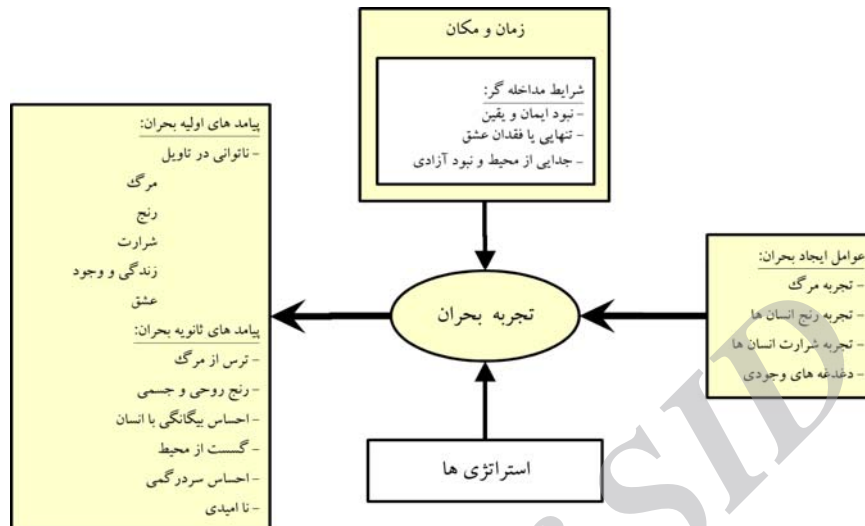 زمان و مکان
شرایط مداخله گر:
- نبود ایمان و یقین
- تنهایی یا فقدان عشق
- جدایی از محیط و نبود آزادی
عوامل ایجاد بحران:
- تجربه مرگ
- تجربه رنج انسان ها
- تجربه شرارت انسان ها
- دغدغه های وجودی
تجربه بحران
استراتژی ها
پیامد های اولیه بحران:
- ناتوانی در تاویل
مرگ
رنج
شرارت
زندگی و وجود
عشق
پیامد های ثانویه بحران:
- ترس از مرگ
- رنج روحی و جسمی
- احساس بیگانگی با انسان
- گسست از محیط
- احساس سردرگمی
- نا امیدی
SID